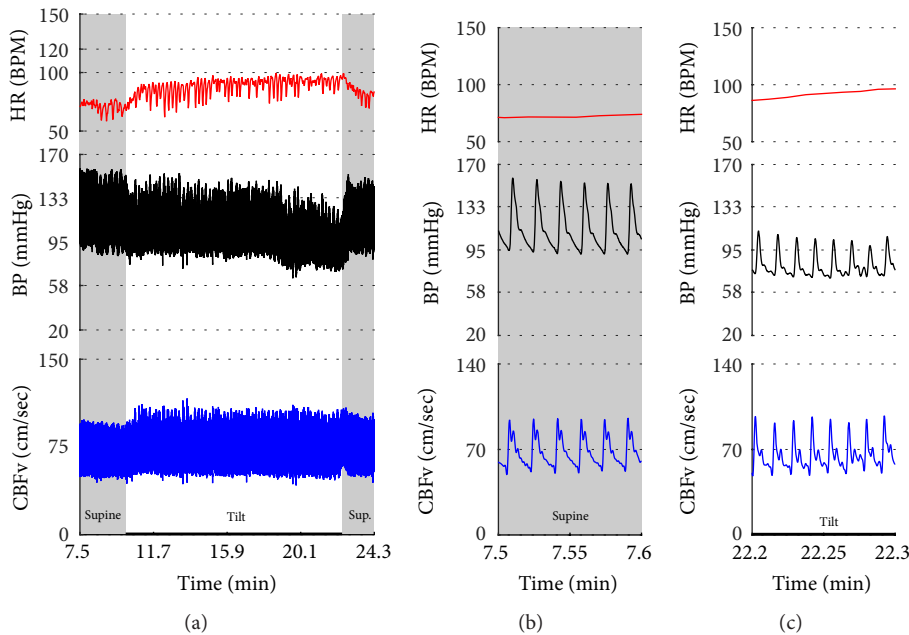 HR (BPM)
150
120
100
50
BP (mmHg)
170
133
95
58
20
CBFv (cm/sec)
150
75
0
Supine
Tilt
Sup.
7.5 11.7 15.9 20.1 24.3
Time (min)
(a)
HR (BPM)
150
100
50
BP (mmHg)
170
133
95
58
20
CBFv (cm/sec)
140
70
0
Supine
7.5 7.55 7.6
Time (min)
(b)
HR (BPM)
150
100
50
BP (mmHg)
170
133
95
58
20
CBFv (cm/sec)
140
70
0
Tilt
22.2 22.25 22.3
Time (min)
(c)